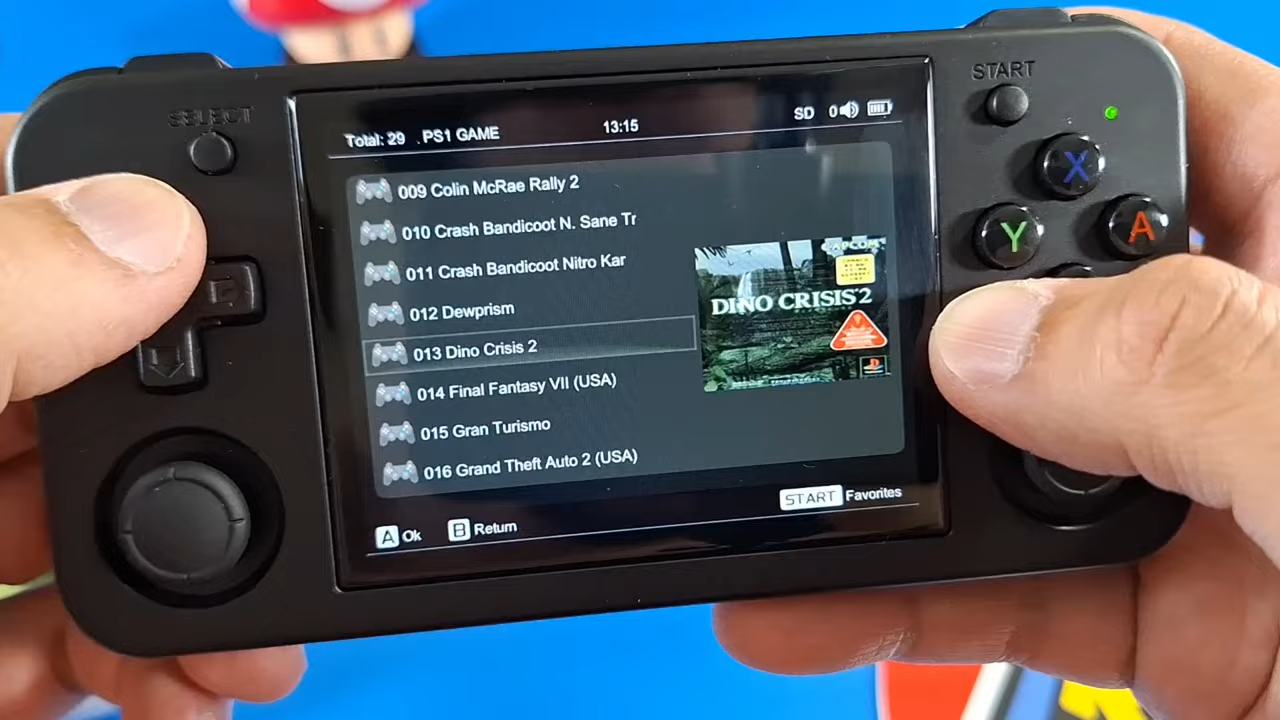 START
SELECT
Total: 29 . PS1 GAME 13:15 SD 0
009 Colin McRae Rally 2
010 Crash Bandicoot N. Sane Tr
011 Crash Bandicoot Nitro Kar
012 Dewprism
013 Dino Crisis 2
014 Final Fantasy VII (USA)
015 Gran Turismo
016 Grand Theft Auto 2 (USA)
CAPCOM
DINO CRISIS 2
START Favorites
A Ok B Return
X
Y
A